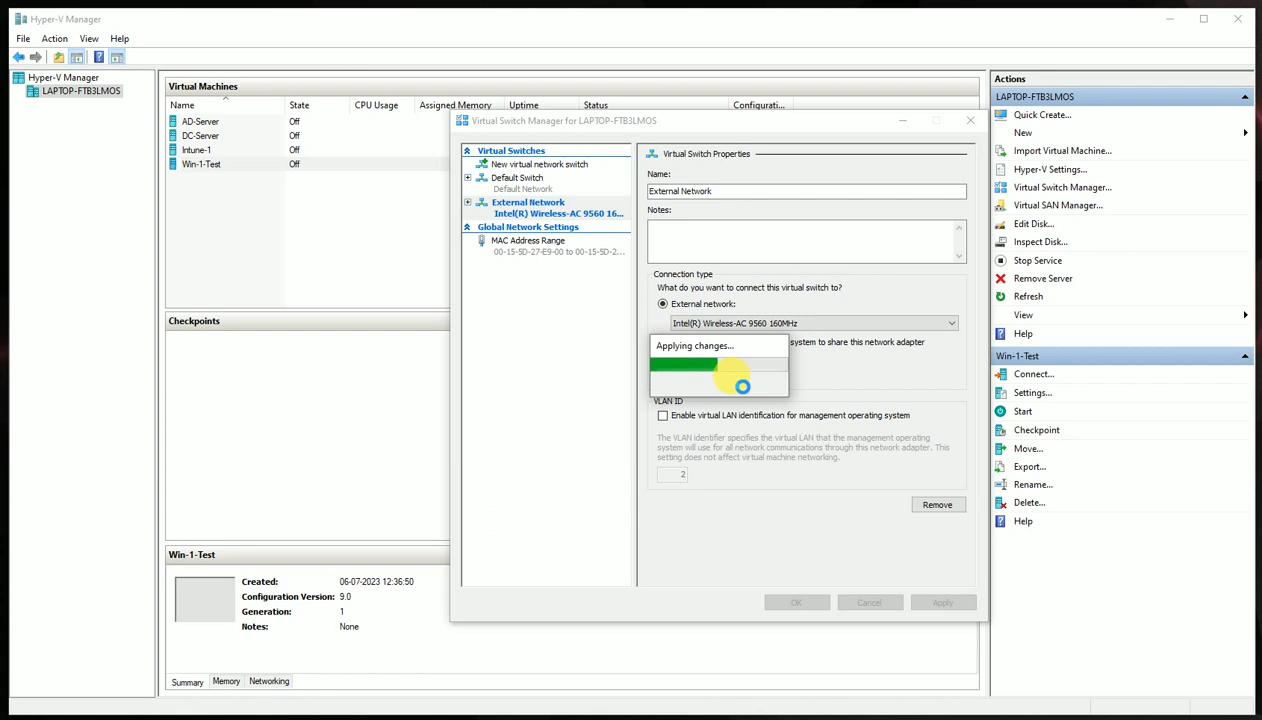 Hyper-V Manager
File Action View Help
Hyper-V Manager
LAPTOP-FTB3LMOS
Virtual Machines
Name State CPU Usage Assigned Memory Uptime Status Configurati...
AD-Server Off
DC-Server Off
Intune-1 Off
Win-1-Test Off
Checkpoints
Win-1-Test
Created: 06-07-2023 12:36:50
Configuration Version: 9.0
Generation: 1
Notes: None
Summary Memory Networking
Virtual Switch Manager for LAPTOP-FTB3LMOS
Virtual Switches
New virtual network switch
Default Switch
Default Network
External Network
Intel(R) Wireless-AC 9560 16...
Global Network Settings
MAC Address Range
00-15-5D-27-E9-00 to 00-15-5D-2...
Virtual Switch Properties
Name:
External Network
Notes:
Connection type
What do you want to connect this virtual switch to?
External network:
Intel(R) Wireless-AC 9560 160MHz
system to share this network adapter
Applying changes...
VLAN ID
Enable virtual LAN identification for management operating system
The VLAN identifier specifies the virtual LAN that the management operating
system will use for all network communications through this network adapter. This
setting does not affect virtual machine networking.
2
Remove
OK Cancel Apply
Actions
LAPTOP-FTB3LMOS
Quick Create...
New
Import Virtual Machine...
Hyper-V Settings...
Virtual Switch Manager...
Virtual SAN Manager...
Edit Disk...
Inspect Disk...
Stop Service
Remove Server
Refresh
View
Help
Win-1-Test
Connect...
Settings...
Start
Checkpoint
Move...
Export...
Rename...
Delete...
Help